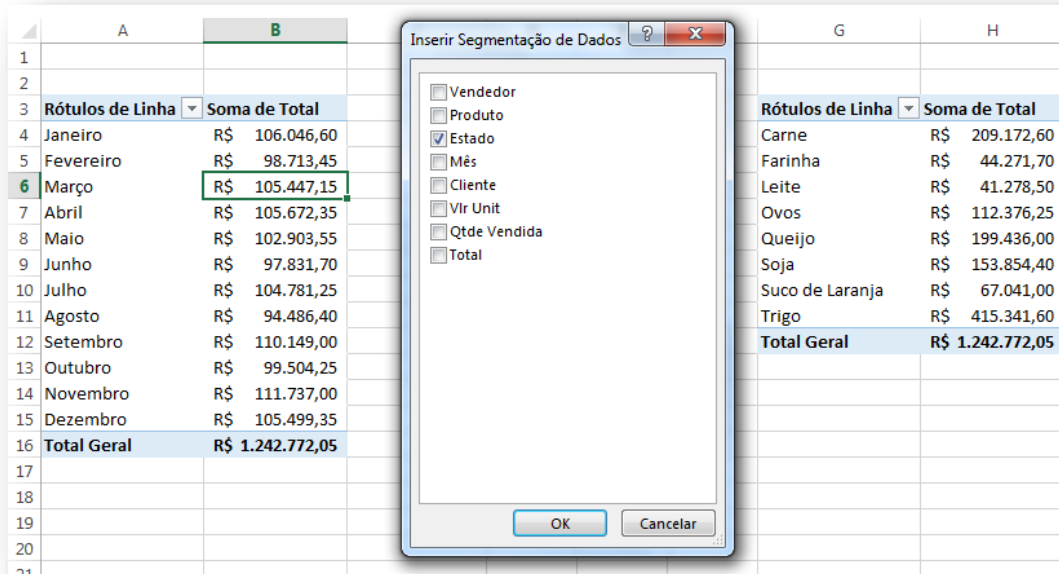 A B G H
Inserir Segmentação de Dados ? X
1
2
3 Rótulos de Linha Soma de Total
4 Janeiro R$ 106.046,60
5 Fevereiro R$ 98.713,45
6 Março R$ 105.447,15
7 Abril R$ 105.672,35
8 Maio R$ 102.903,55
9 Junho R$ 97.831,70
10 Julho R$ 104.781,25
11 Agosto R$ 94.486,40
12 Setembro R$ 110.149,00
13 Outubro R$ 99.504,25
14 Novembro R$ 111.737,00
15 Dezembro R$ 105.499,35
16 Total Geral R$ 1.242.772,05
17
18
19
20
21
Vendedor
Produto
Estado
Mês
Cliente
Vlr Unit
Qtde Vendida
Total
OK Cancelar
Rótulos de Linha Soma de Total
Carne R$ 209.172,60
Farinha R$ 44.271,70
Leite R$ 41.278,50
Ovos R$ 112.376,25
Queijo R$ 199.436,00
Soja R$ 153.854,40
Suco de Laranja R$ 67.041,00
Trigo R$ 415.341,60
Total Geral R$ 1.242.772,05